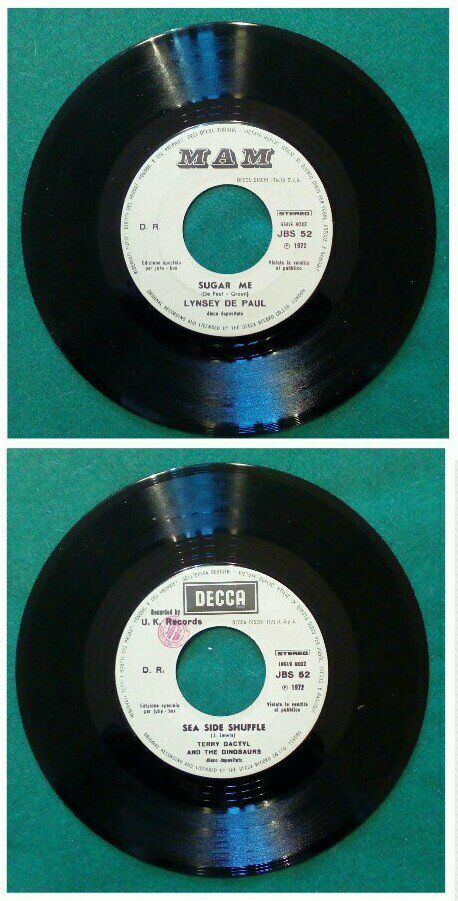 MAM
DECCA DISCHI ITALIA S.p.A.
D. R.
STEREO
JBS 52
℗ 1972
Edizione speciale
per juke - box
Vietata la vendita
al pubblico
SUGAR ME
(De Paul - Green)
LYNSEY DE PAUL
disco depositato
ORIGINAL RECORDING AND LICENSED BY THE DECCA RECORD CO. LTD., LONDON
DECCA
Recorded by
U. K. Records
DECCA DISCHI ITALIA S.p.A.
D. R.
STEREO
JBS 52
℗ 1972
Edizione speciale
per juke - box
Vietata la vendita
al pubblico
SEA SIDE SHUFFLE
(J. Lewis)
TERRY DACTYL
AND THE DINOSAURS
disco depositato
ORIGINAL RECORDING AND LICENSED BY THE DECCA RECORD CO. LTD., LONDON